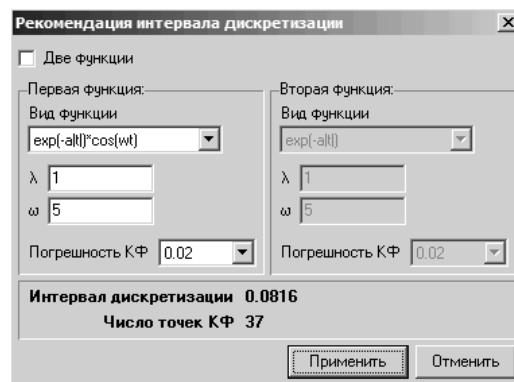 Рекомендация интервала дискретизации
Две функции
Первая функция:
Вид функции
exp(-a|t|)*cos(wt)
λ 1
ω 5
Погрешность КФ 0.02
Вторая функция:
Вид функции
exp(-a|t|)
λ 1
ω 5
Погрешность КФ 0.02
Интервал дискретизации 0.0816
Число точек КФ 37
Применить Отменить